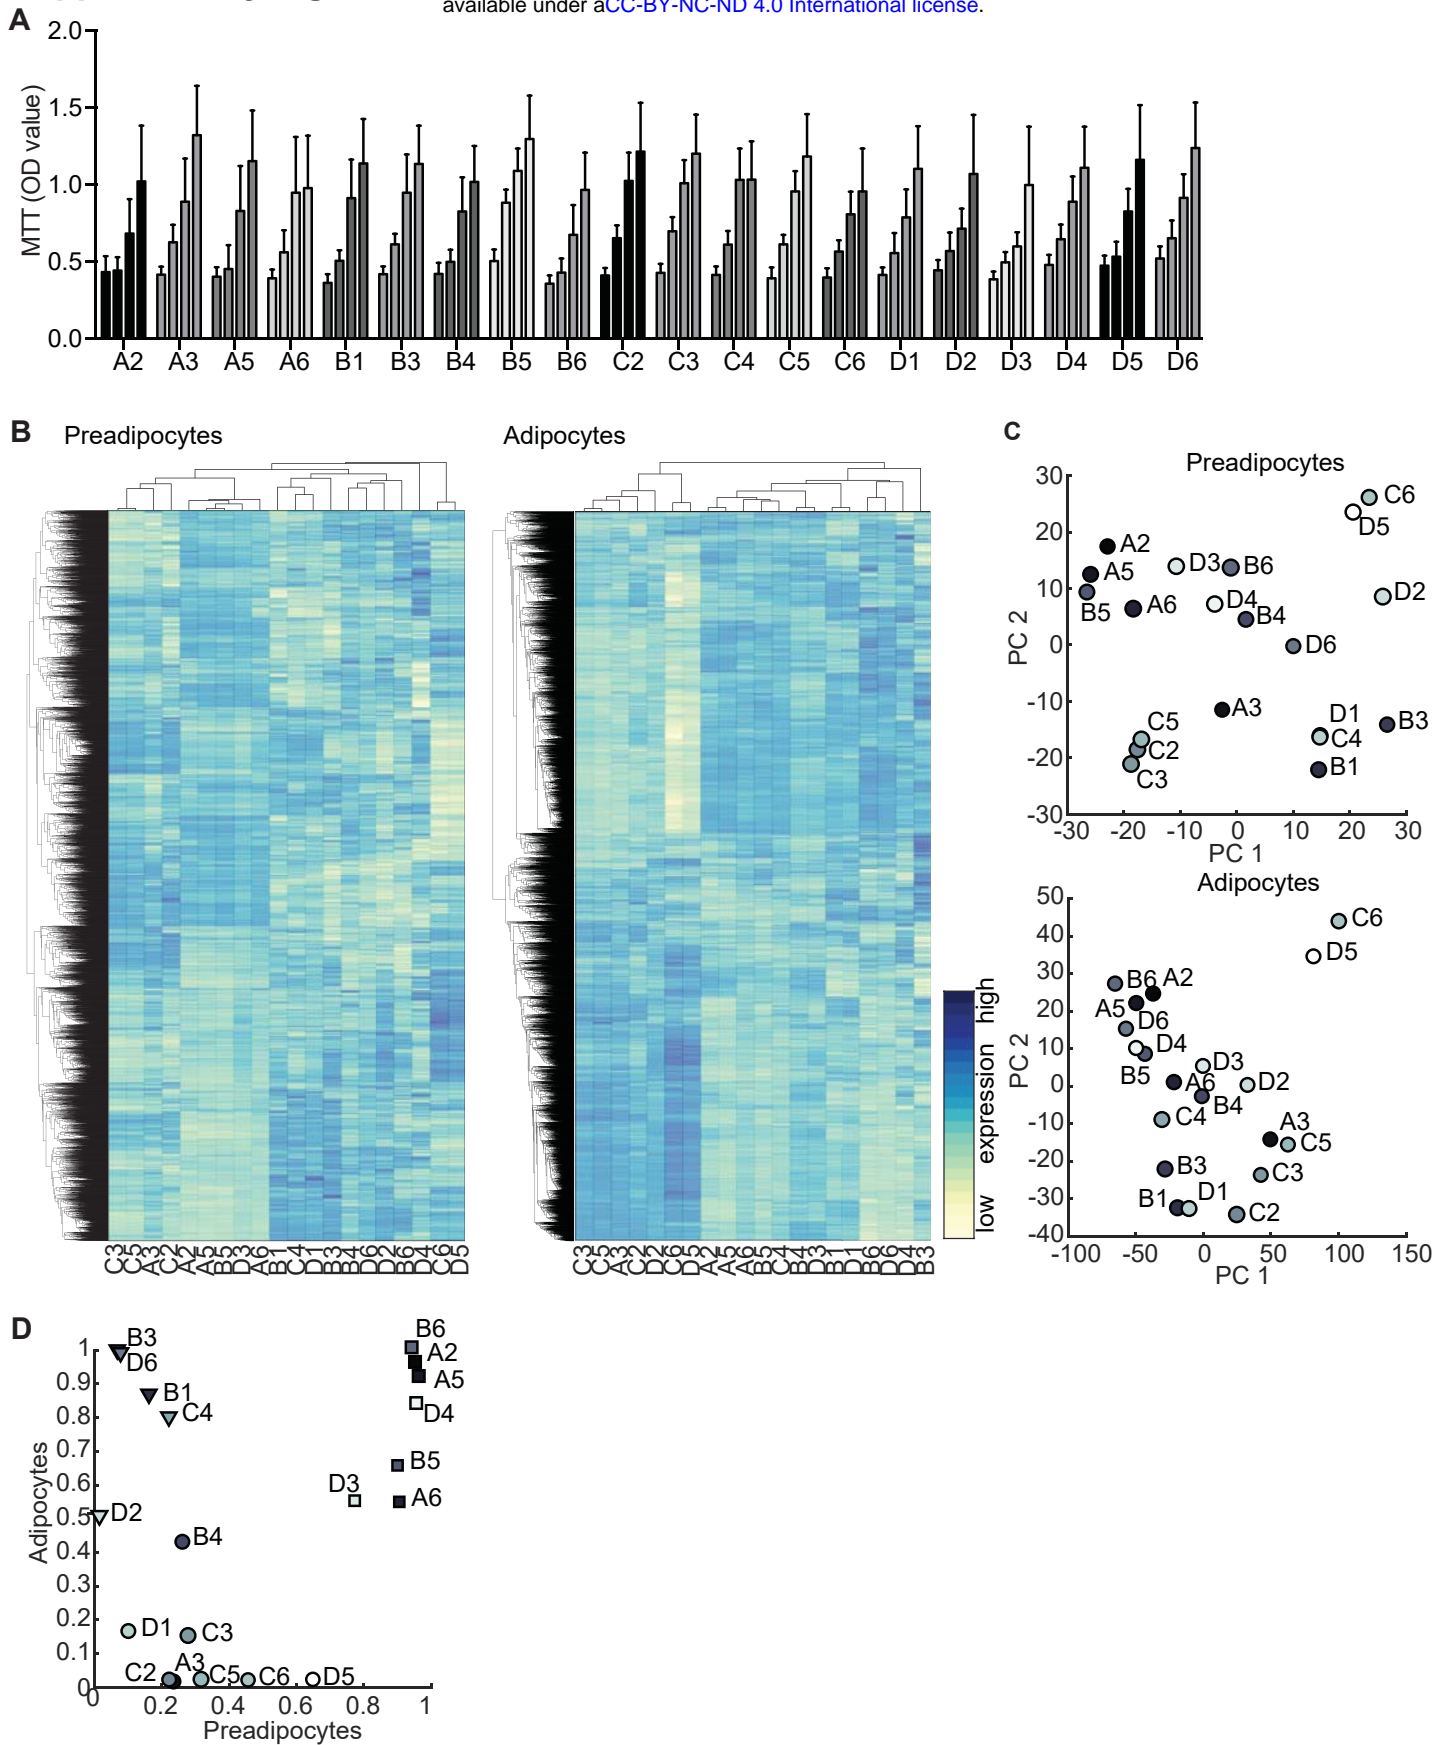 available under aCC-BY-NC-ND 4.0 International license.
A
MTT (OD value)
2.0
1.5
1.0
0.5
0.0
A2 A3 A5 A6 B1 B3 B4 B5 B6 C2 C3 C4 C5 C6 D1 D2 D3 D4 D5 D6
B
Preadipocytes
Adipocytes
C3 C5 A3 C2 A2 A5 B5 D3 A6 B1 C4 D1 B3 B4 D6 D2 B6 D4 C6 D5
C3 C5 A3 C2 D2 C6 D5 A2 A5 A6 B5 C4 B4 D3 B1 D1 B6 D6 D4 B3
low expression high
C
Preadipocytes
PC 2
30
20
10
0
-10
-20
-30
C6
D5
A2
D3
B6
A5
B5
A6
D4
B4
D2
D6
A3
C5
C2
C3
D1
C4
B3
B1
-30 -20 -10 0 10 20 30
PC 1
Adipocytes
PC 2
50
40
30
20
10
0
-10
-20
-30
-40
C6
D5
B6
A2
A5
D6
D4
B5
D3
A6
D2
B4
C4
A3
C5
B3
C3
B1
D1
C2
-100 -50 0 50 100 150
PC 1
D
Adipocytes
1
0.9
0.8
0.7
0.6
0.5
0.4
0.3
0.2
0.1
0
B3
D6
B1
C4
B6
A2
A5
D4
B5
D3
A6
D2
B4
D1
C3
C2
A3
C5
C6
D5
0 0.2 0.4 0.6 0.8 1
Preadipocytes